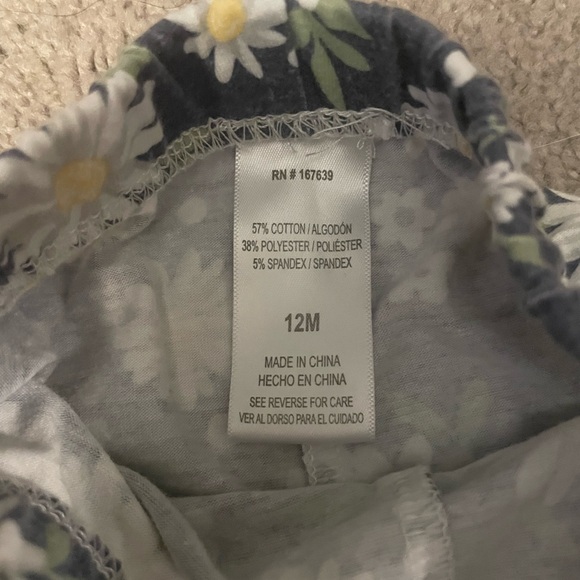 RN # 167639
57% COTTON / ALGODÓN
38% POLYESTER / POLIÉSTER
5% SPANDEX / SPANDEX
12M
MADE IN CHINA
HECHO EN CHINA
SEE REVERSE FOR CARE
VER AL DORSO PARA EL CUIDADO